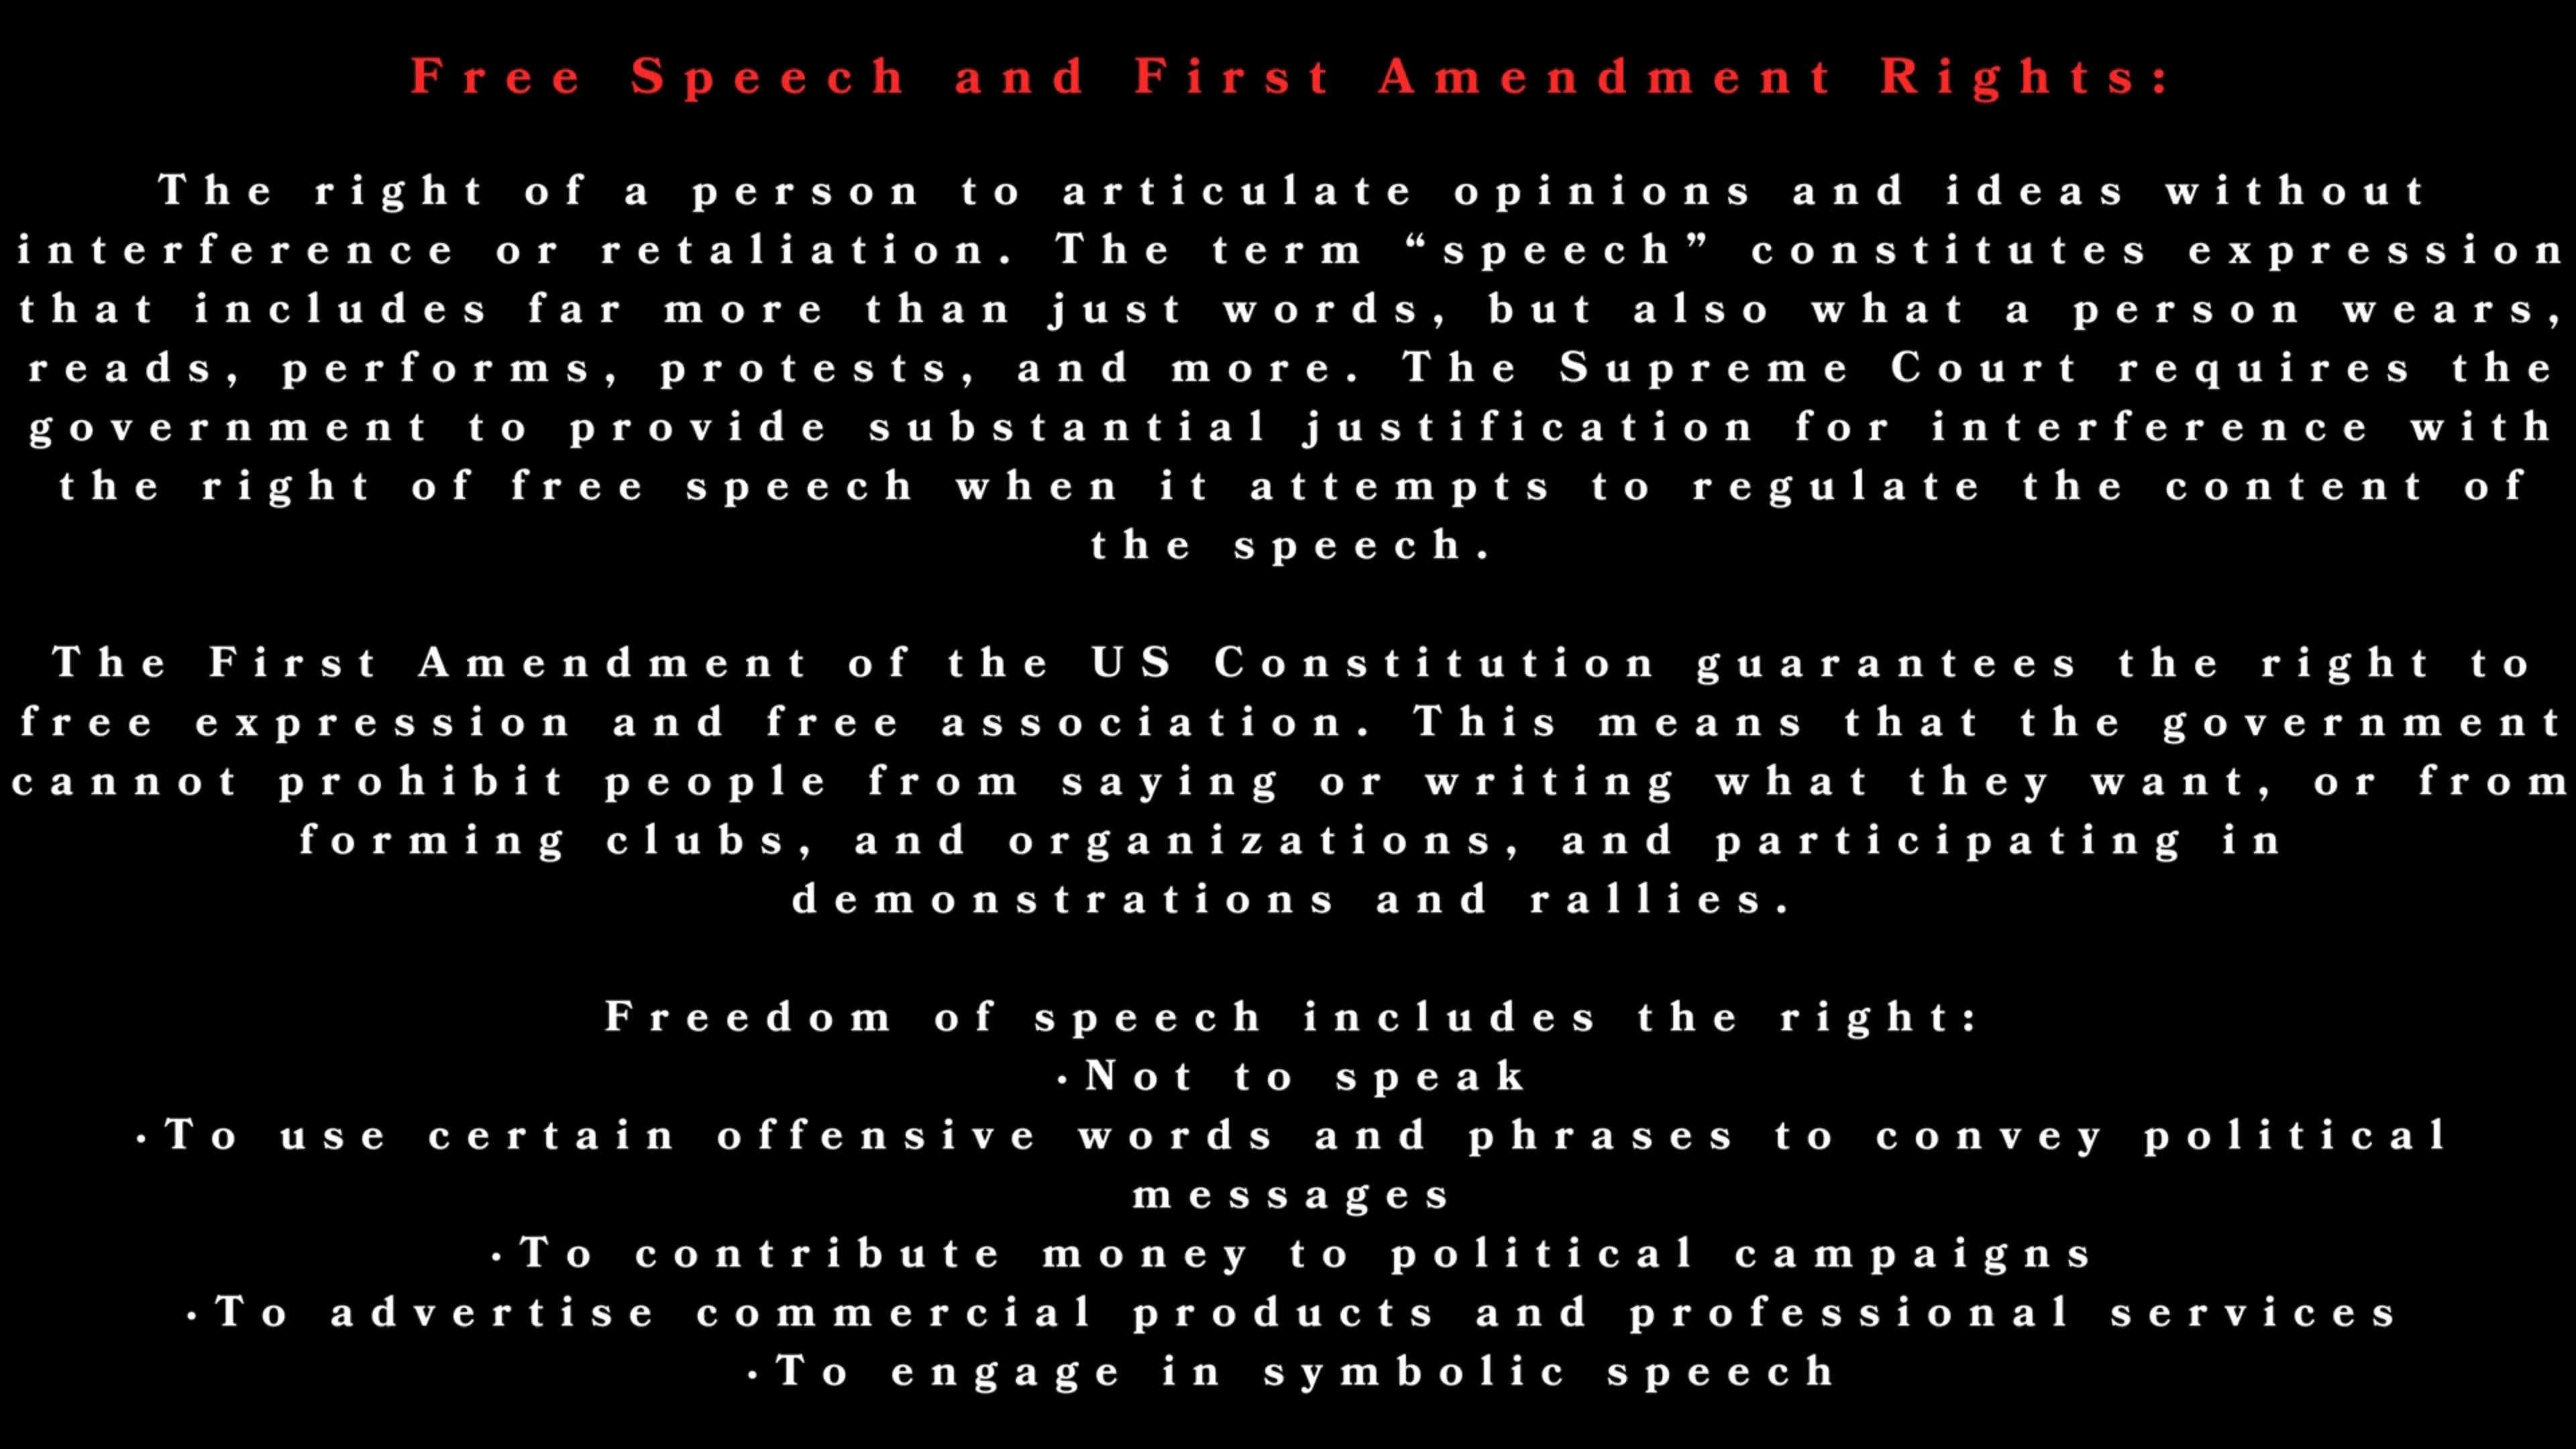 Free Speech and First Amendment Rights:
The right of a person to articulate opinions and ideas without
interference or retaliation. The term “speech” constitutes expression
that includes far more than just words, but also what a person wears,
reads, performs, protests, and more. The Supreme Court requires the
government to provide substantial justification for interference with
the right of free speech when it attempts to regulate the content of
the speech.
The First Amendment of the US Constitution guarantees the right to
free expression and free association. This means that the government
cannot prohibit people from saying or writing what they want, or from
forming clubs, and organizations, and participating in
demonstrations and rallies.
Freedom of speech includes the right:
·Not to speak
·To use certain offensive words and phrases to convey political
messages
·To contribute money to political campaigns
·To advertise commercial products and professional services
·To engage in symbolic speech